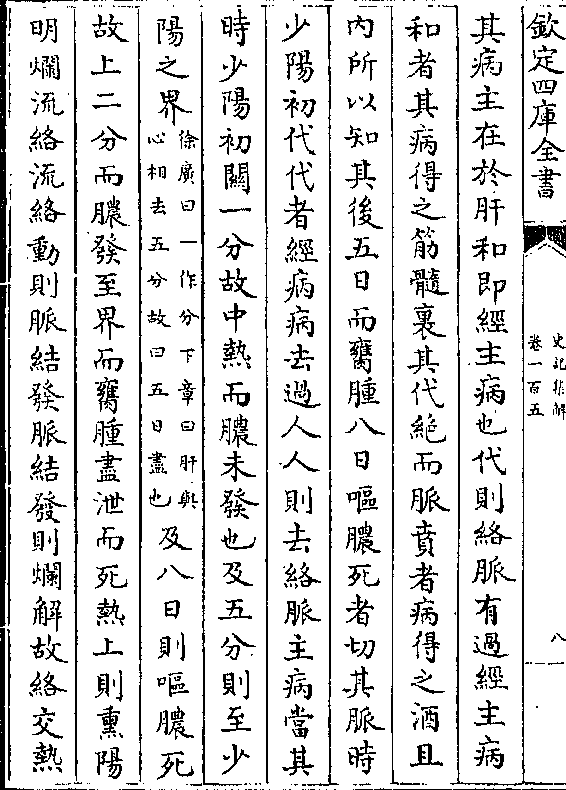 欽定四庫全書
史記集解
卷一百五
八
其病主在於肝和即經主病也代則絡脈有過經主病
和者其病得之筋髓裏其代絶而脈賁者病得之酒且
內所以知其後五日而臃腫八日嘔膿死者切其脈時
少陽初代代者經病病去過人人則去絡脈主病當其
時少陽初關一分故中熱而膿未發也及五分則至少
陽之界徐廣曰一作分下章曰肝與
心相去五分故曰五日盡也及八日則嘔膿死
故上二分而膿發至界而臃腫盡泄而死熱上則熏陽
明爛流絡流絡動則脈結發脈結發則爛解故絡交熱